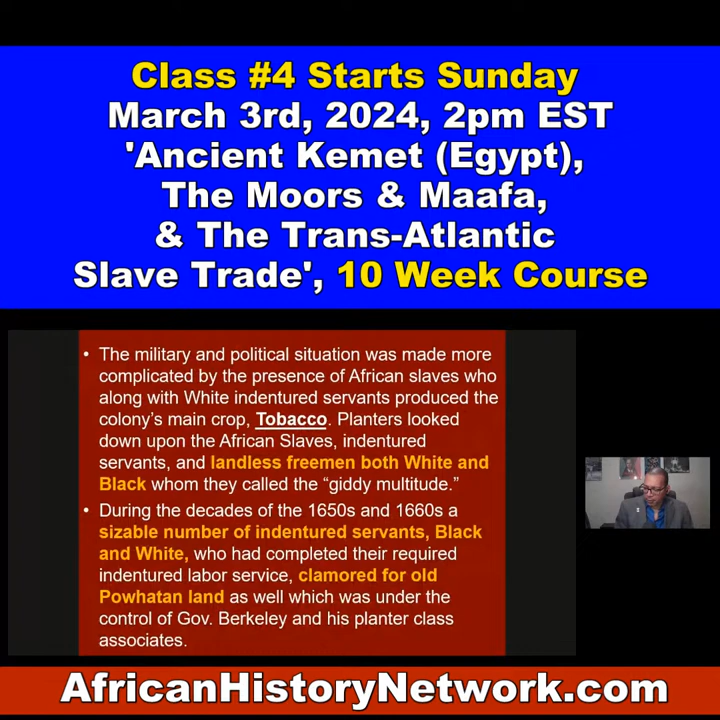 Class #4 Starts Sunday
March 3rd, 2024, 2pm EST
'Ancient Kemet (Egypt),
The Moors & Maafa,
& The Trans-Atlantic
Slave Trade', 10 Week Course
• The military and political situation was made more
complicated by the presence of African slaves who
along with White indentured servants produced the
colony's main crop, Tobacco. Planters looked
down upon the African Slaves, indentured
servants, and landless freemen both White and
Black whom they called the “giddy multitude.”
• During the decades of the 1650s and 1660s a
sizable number of indentured servants, Black
and White, who had completed their required
indentured labor service, clamored for old
Powhatan land as well which was under the
control of Gov. Berkeley and his planter class
associates.
AfricanHistoryNetwork.com